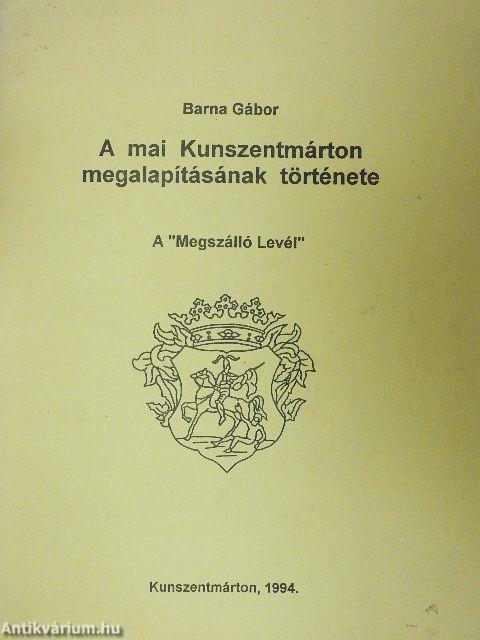 Barna Gábor
A mai Kunszentmárton
megalapításának története
A "Megszálló Levél"
Kunszentmárton, 1994.
Antikvárium.hu